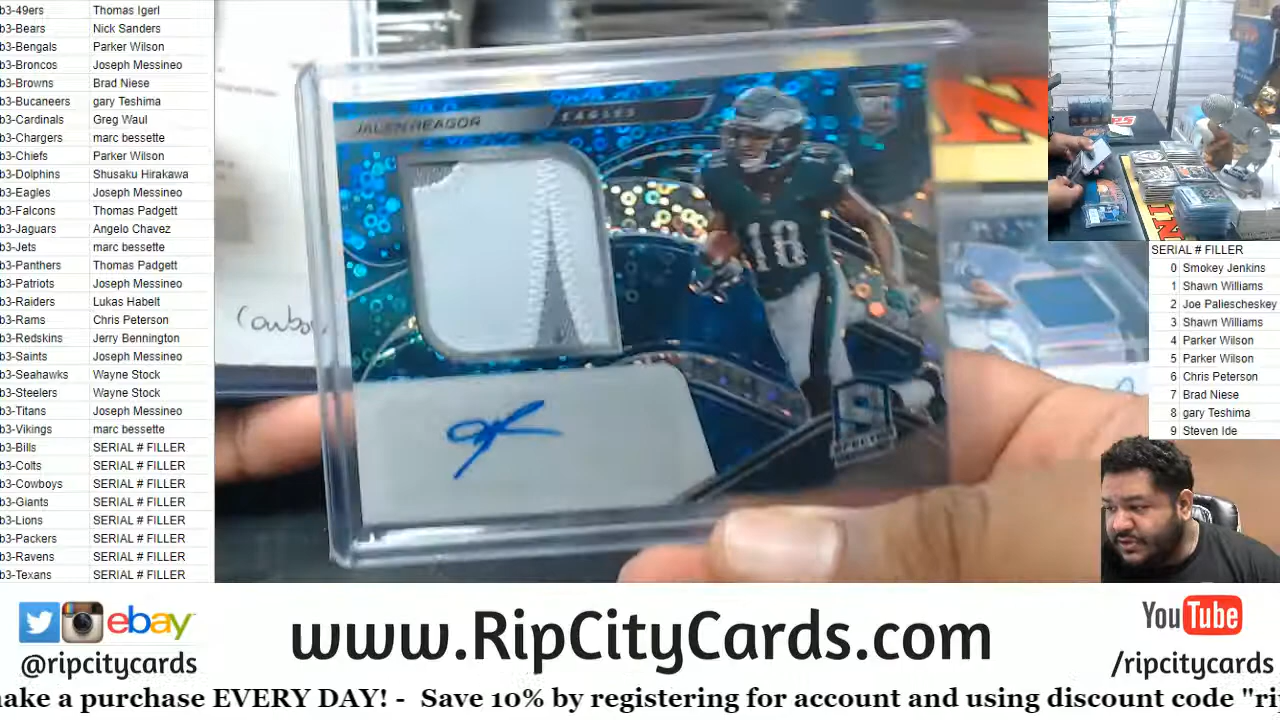 b3-49ers Thomas Igerl
b3-Bears Nick Sanders
b3-Bengals Parker Wilson
b3-Broncos Joseph Messineo
b3-Browns Brad Niese
b3-Bucaneers gary Teshima
b3-Cardinals Greg Waul
b3-Chargers marc bessette
b3-Chiefs Parker Wilson
b3-Dolphins Shusaku Hirakawa
b3-Eagles Joseph Messineo
b3-Falcons Thomas Padgett
b3-Jaguars Angelo Chavez
b3-Jets marc bessette
b3-Panthers Thomas Padgett
b3-Patriots Joseph Messineo
b3-Raiders Lukas Habelt
b3-Rams Chris Peterson
b3-Redskins Jerry Bennington
b3-Saints Joseph Messineo
b3-Seahawks Wayne Stock
b3-Steelers Wayne Stock
b3-Titans Joseph Messineo
b3-Vikings marc bessette
b3-Bills SERIAL # FILLER
b3-Colts SERIAL # FILLER
b3-Cowboys SERIAL # FILLER
b3-Giants SERIAL # FILLER
b3-Lions SERIAL # FILLER
b3-Packers SERIAL # FILLER
b3-Ravens SERIAL # FILLER
b3-Texans SERIAL # FILLER
JALEN REAGOR EAGLES
18
SPECTRA
Cowbo
SERIAL # FILLER
0 Smokey Jenkins
1 Shawn Williams
2 Joe Paliescheskey
3 Shawn Williams
4 Parker Wilson
5 Parker Wilson
6 Chris Peterson
7 Brad Niese
8 gary Teshima
9 Steven Ide
ebay
@ripcitycards
www.RipCityCards.com
YouTube
/ripcitycards
make a purchase EVERY DAY! - Save 10% by registering for account and using discount code "rip